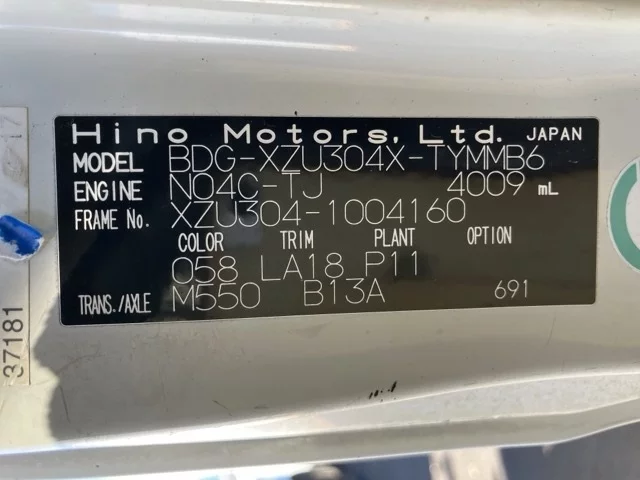 Hino Motors, Ltd. JAPAN
MODEL BDG-XZU304X-TYMMB6
ENGINE N04C-TJ 4009 mL
FRAME No. XZU304-1004160
COLOR TRIM PLANT OPTION
058 LA18 P11
TRANS./AXLE M550 B13A 691
37181